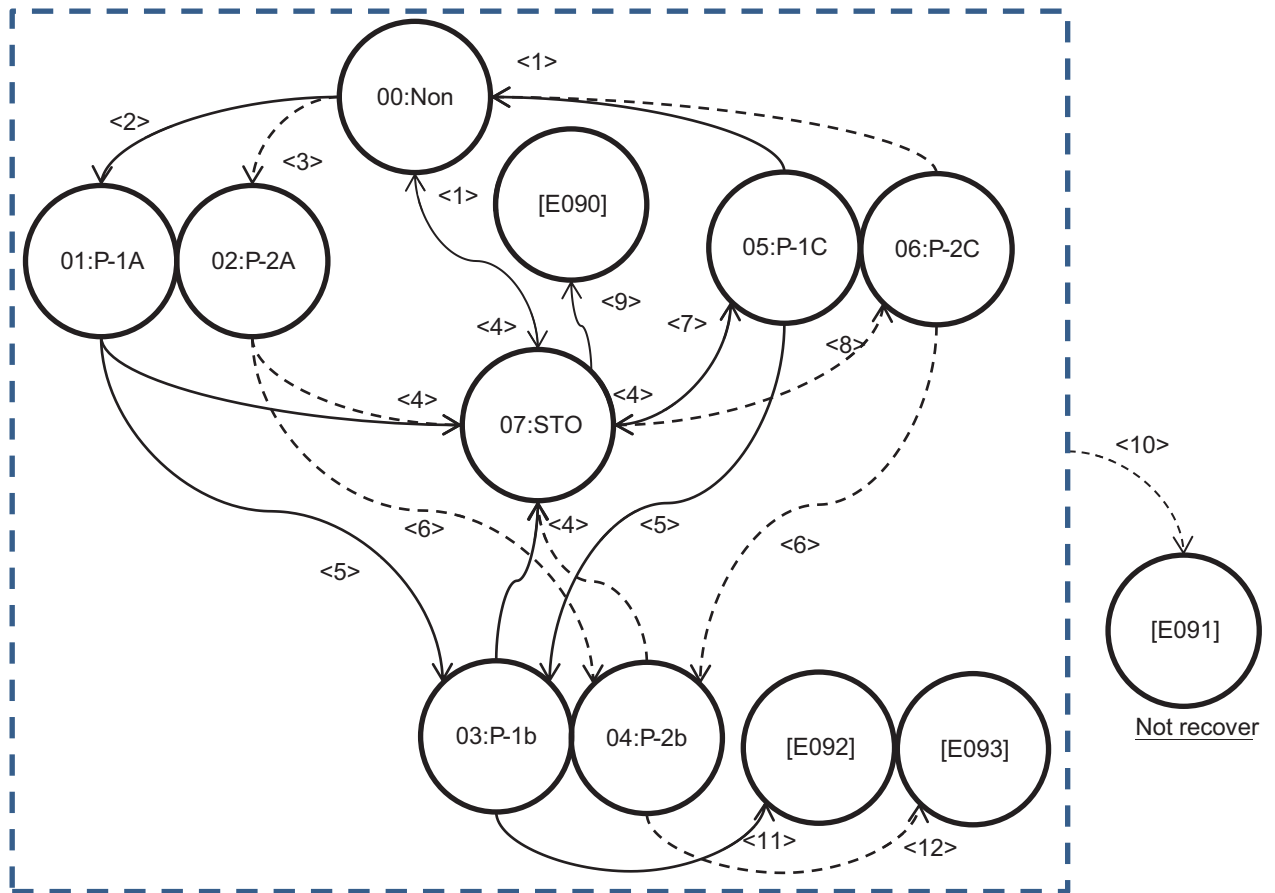 <1>
00:Non
<2>
<3>
<1>
[E090]
01:P-1A
02:P-2A
05:P-1C
06:P-2C
<9>
<4>
<7>
<8>
<4>
<4>
07:STO
<10>
<6>
<4>
<5>
<6>
<5>
[E091]
Not recover
03:P-1b
04:P-2b
[E092]
[E093]
<11>
<12>